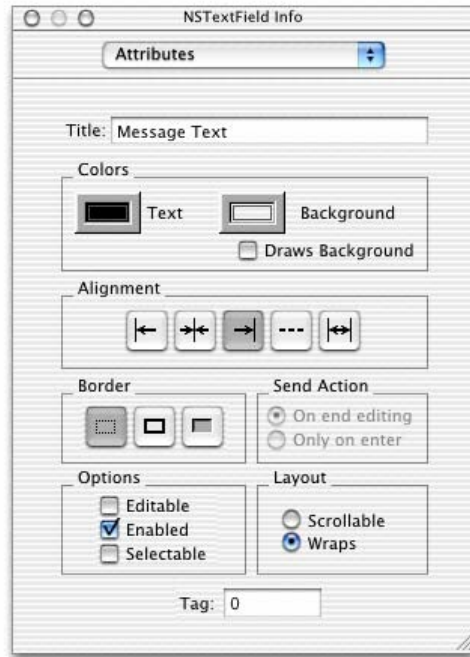 NSTextField Info
Attributes
Title: Message Text
Colors
Text Background
Draws Background
Alignment
Border
Send Action
On end editing
Only on enter
Options
Editable
Enabled
Selectable
Layout
Scrollable
Wraps
Tag: 0